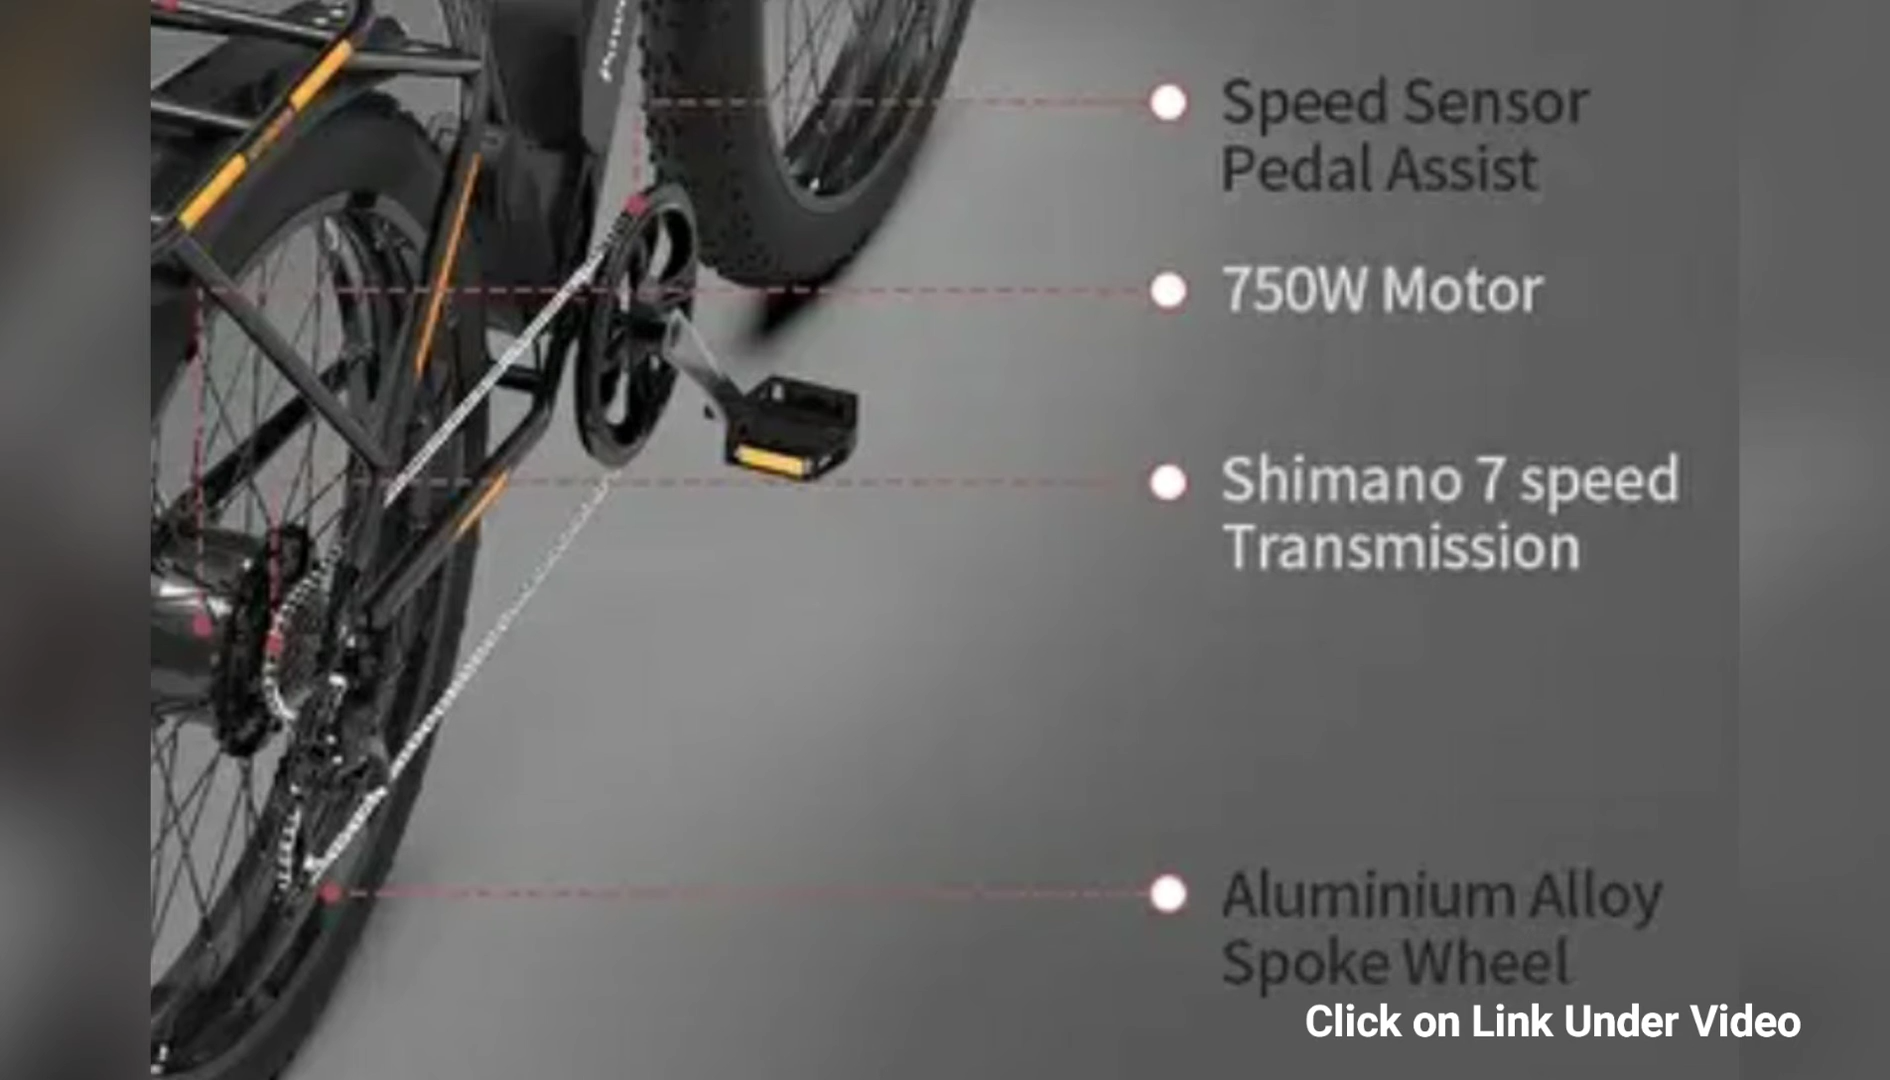 Speed Sensor
Pedal Assist
750W Motor
Shimano 7 speed
Transmission
Aluminium Alloy
Spoke Wheel
Click on Link Under Video